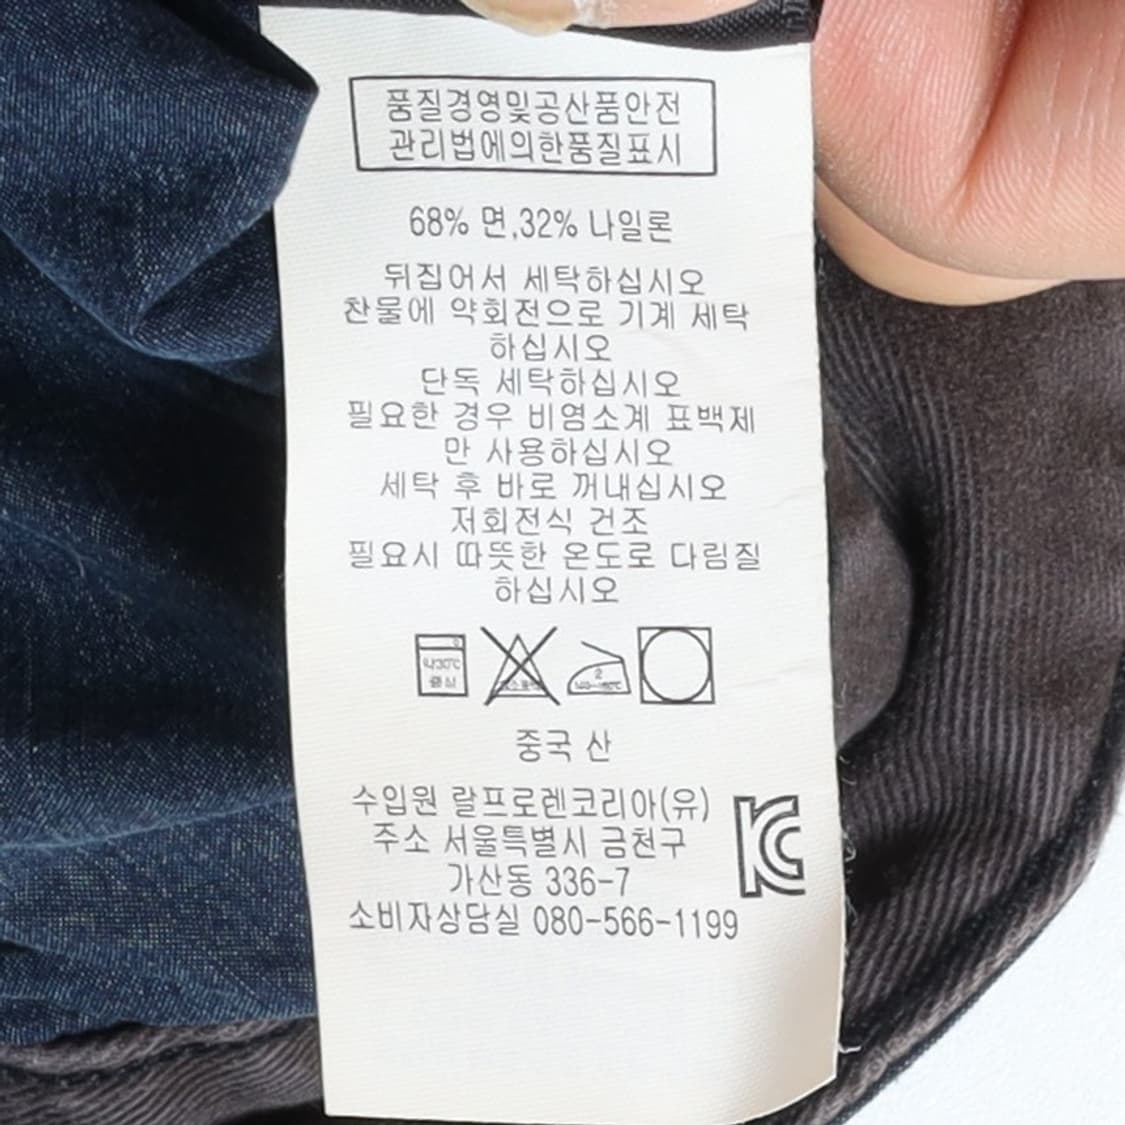 품질경영및공산품안전
관리법에의한품질표시
68% 면,32% 나일론
뒤집어서 세탁하십시오
찬물에 약회전으로 기계 세탁
하십시오
단독 세탁하십시오
필요한 경우 비염소계 표백제
만 사용하십시오
세탁 후 바로 꺼내십시오
저회전식 건조
필요시 따뜻한 온도로 다림질
하십시오
약30℃
중성
2
중국 산
수입원 랄프로렌코리아(유)
주소 서울특별시 금천구
가산동 336-7
소비자상담실 080-566-1199